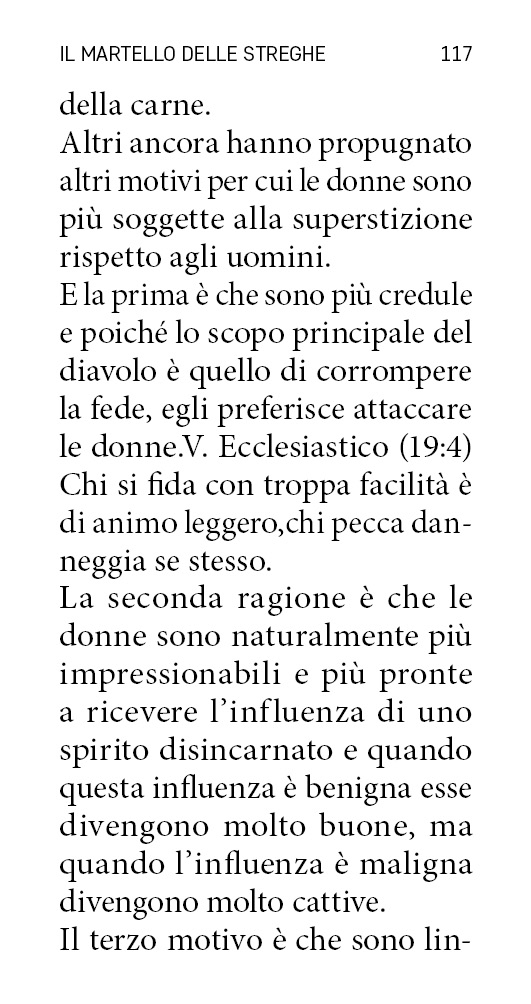 IL MARTELLO DELLE STREGHE 117
della carne.
Altri ancora hanno propugnato
altri motivi per cui le donne sono
più soggette alla superstizione
rispetto agli uomini.
E la prima è che sono più credule
e poiché lo scopo principale del
diavolo è quello di corrompere
la fede, egli preferisce attaccare
le donne.V. Ecclesiastico (19:4)
Chi si fida con troppa facilità è
di animo leggero,chi pecca dan-
neggia se stesso.
La seconda ragione è che le
donne sono naturalmente più
impressionabili e più pronte
a ricevere l’influenza di uno
spirito disincarnato e quando
questa influenza è benigna esse
divengono molto buone, ma
quando l’influenza è maligna
divengono molto cattive.
Il terzo motivo è che sono lin-